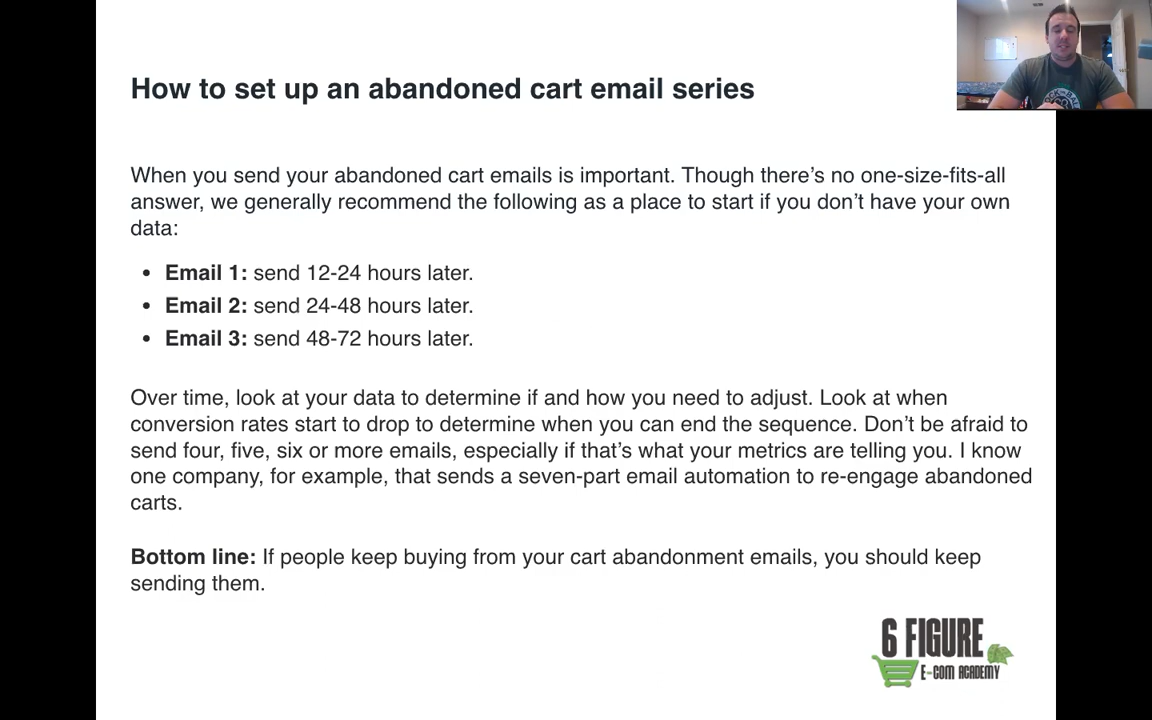 How to set up an abandoned cart email series
When you send your abandoned cart emails is important. Though there’s no one-size-fits-all
answer, we generally recommend the following as a place to start if you don’t have your own
data:
• Email 1: send 12-24 hours later.
• Email 2: send 24-48 hours later.
• Email 3: send 48-72 hours later.
Over time, look at your data to determine if and how you need to adjust. Look at when
conversion rates start to drop to determine when you can end the sequence. Don’t be afraid to
send four, five, six or more emails, especially if that’s what your metrics are telling you. I know
one company, for example, that sends a seven-part email automation to re-engage abandoned
carts.
Bottom line: If people keep buying from your cart abandonment emails, you should keep
sending them.
6 FIGURE
E-COM ACADEMY